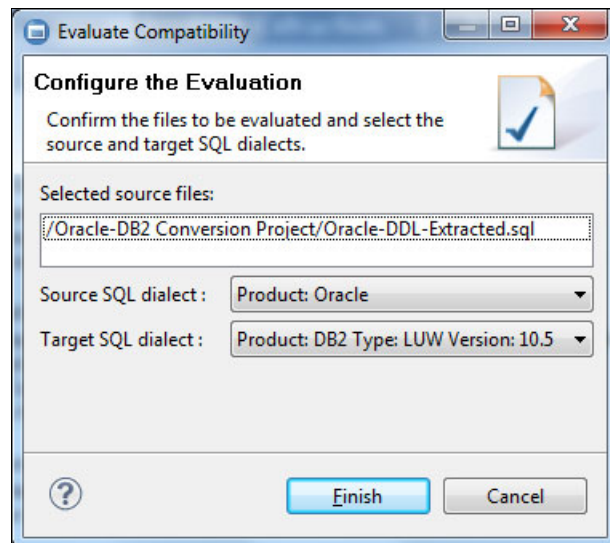 Evaluate Compatibility
Configure the Evaluation
Confirm the files to be evaluated and select the
source and target SQL dialects.
Selected source files:
/Oracle-DB2 Conversion Project/Oracle-DDL-Extracted.sql
Source SQL dialect : Product: Oracle
Target SQL dialect : Product: DB2 Type: LUW Version: 10.5
? Finish Cancel